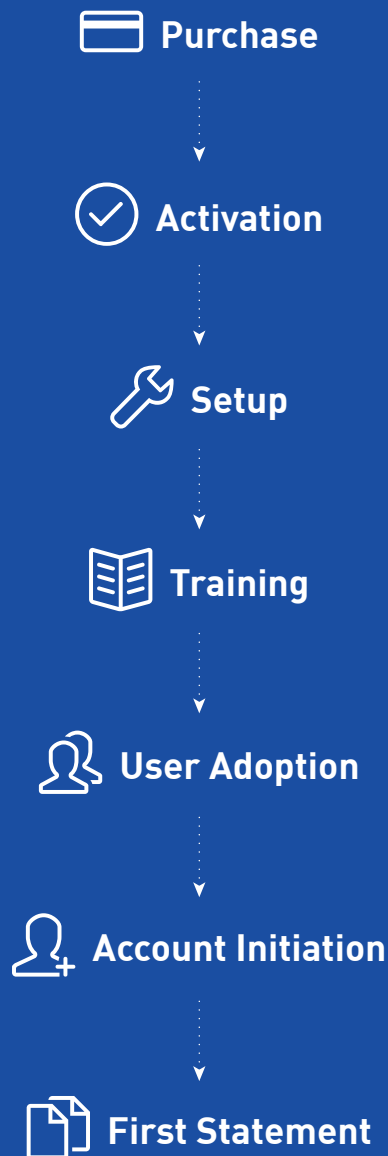 Purchase
Activation
Setup
Training
User Adoption
Account Initiation
First Statement